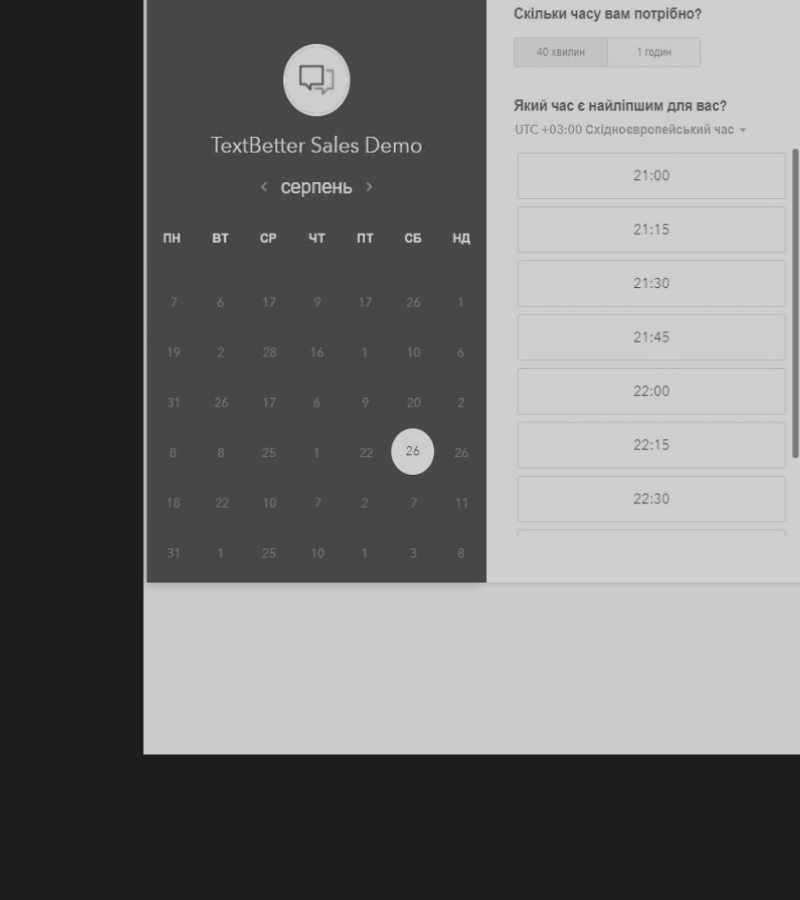 TextBetter Sales Demo
‹ серпень ›
ПН ВТ СР ЧТ ПТ СБ НД
7 6 17 9 17 26 1
19 2 28 16 1 10 6
31 26 17 6 9 20 2
8 8 25 1 22 26 26
18 22 10 7 2 7 11
31 1 25 10 1 3 8
Скільки часу вам потрібно?
40 хвилин 1 годин
Який час є найліпшим для вас?
UTC +03:00 Східноєвропейський час
21:00
21:15
21:30
21:45
22:00
22:15
22:30